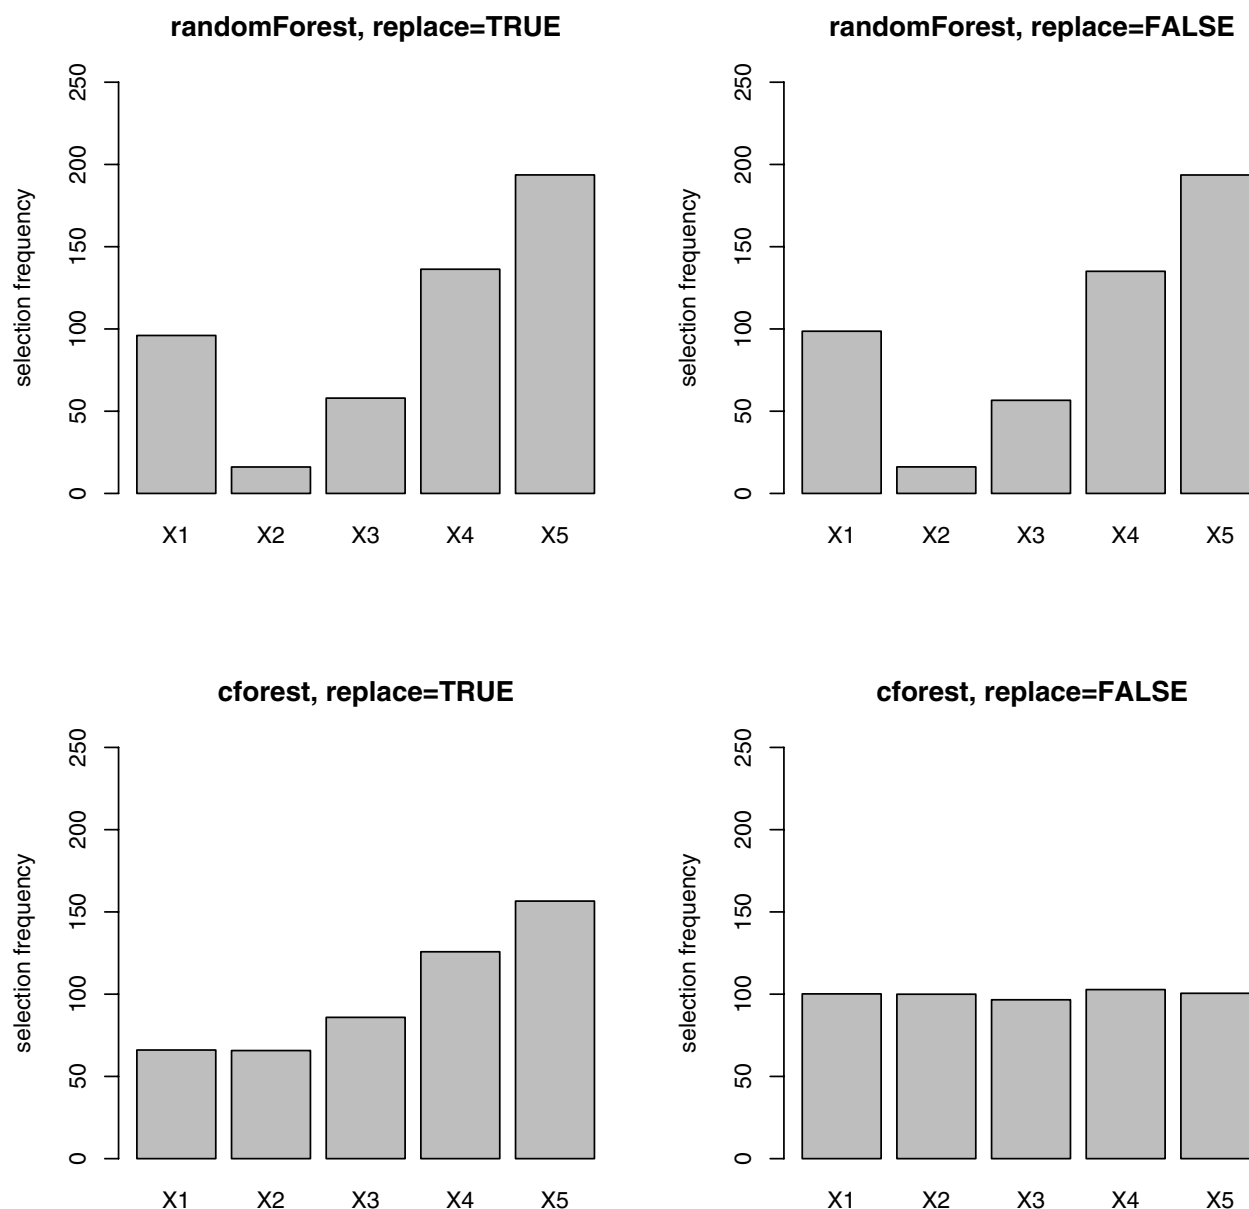 randomForest, replace=TRUE
selection frequency
250
200
150
100
50
0
X1 X2 X3 X4 X5
randomForest, replace=FALSE
selection frequency
250
200
150
100
50
0
X1 X2 X3 X4 X5
cforest, replace=TRUE
selection frequency
250
200
150
100
50
0
X1 X2 X3 X4 X5
cforest, replace=FALSE
selection frequency
250
200
150
100
50
0
X1 X2 X3 X4 X5